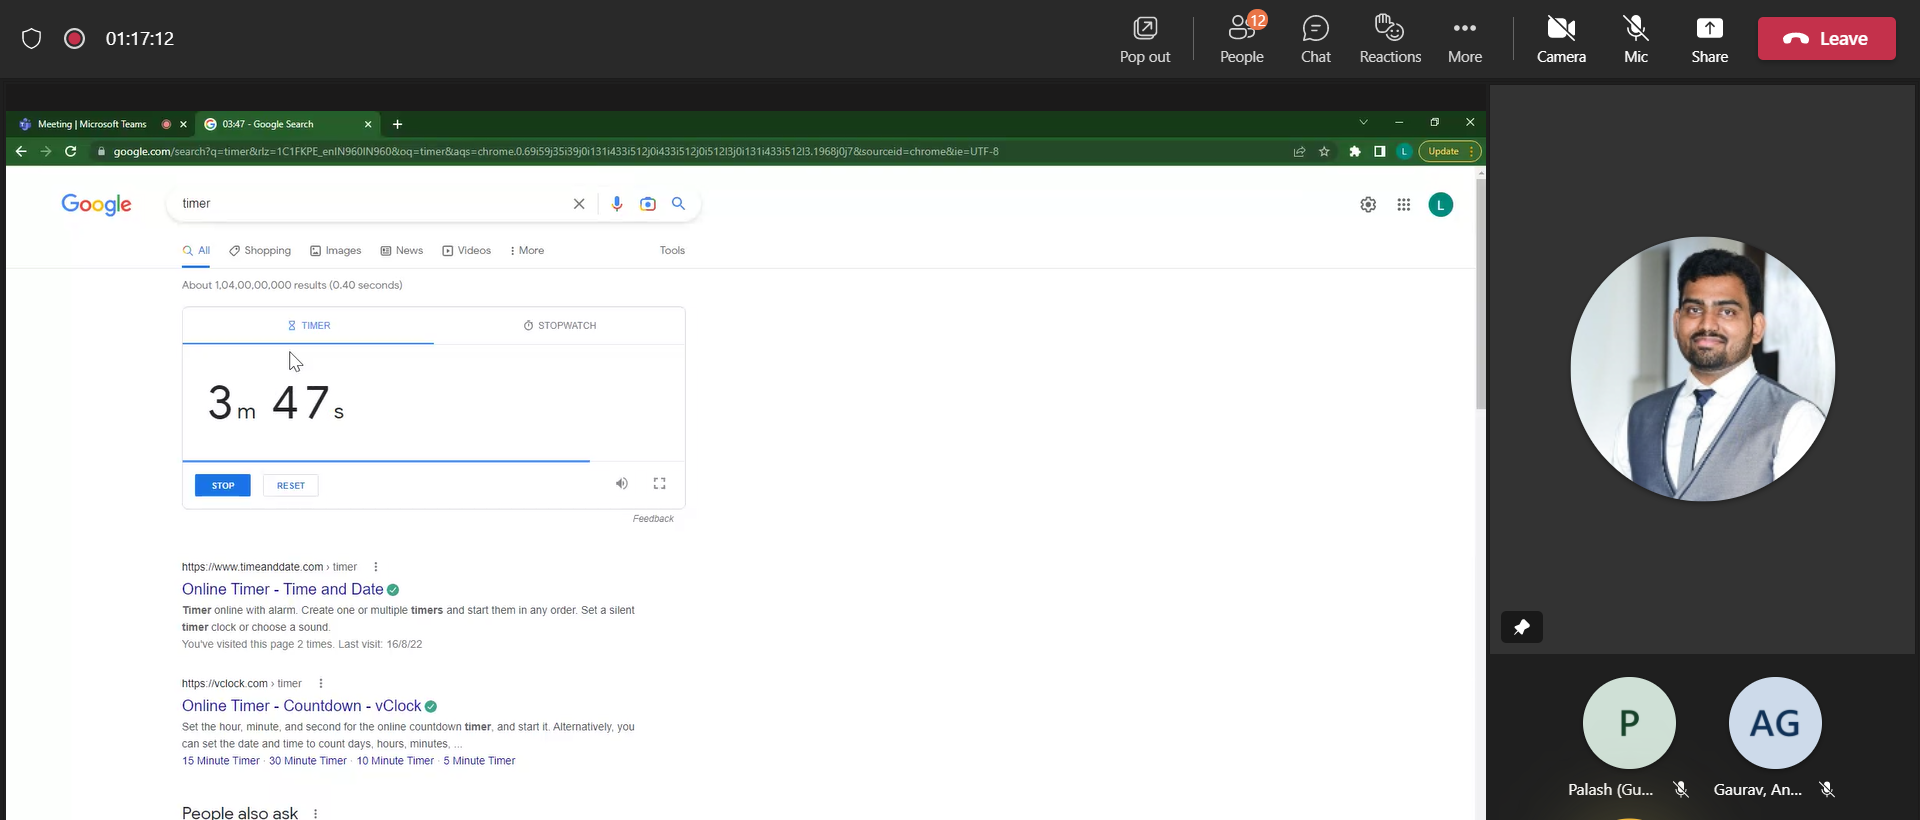 01:17:12
Pop out
12
People
Chat
Reactions
More
Camera
Mic
Share
Leave
Meeting | Microsoft Teams
03:47 - Google Search
google.com/search?q=timer&rlz=1C1FKPE_enIN960IN960&oq=timer&aqs=chrome.0.69i59j35i39j0i131i433i512j0i433i512j0i512l3j0i131i433i512l3.1968j0j7&sourceid=chrome&ie=UTF-8
L
Update
Google
timer
L
All
Shopping
Images
News
Videos
More
Tools
About 1,04,00,00,000 results (0.40 seconds)
TIMER
STOPWATCH
3 m 47 s
STOP
RESET
Feedback
https://www.timeanddate.com › timer
Online Timer - Time and Date
Timer online with alarm. Create one or multiple timers and start them in any order. Set a silent
timer clock or choose a sound.
You've visited this page 2 times. Last visit: 16/8/22
https://vclock.com › timer
Online Timer - Countdown - vClock
Set the hour, minute, and second for the online countdown timer, and start it. Alternatively, you
can set the date and time to count days, hours, minutes, ...
15 Minute Timer · 30 Minute Timer · 10 Minute Timer · 5 Minute Timer
People also ask
P
AG
Palash (Gu...
Gaurav, An...